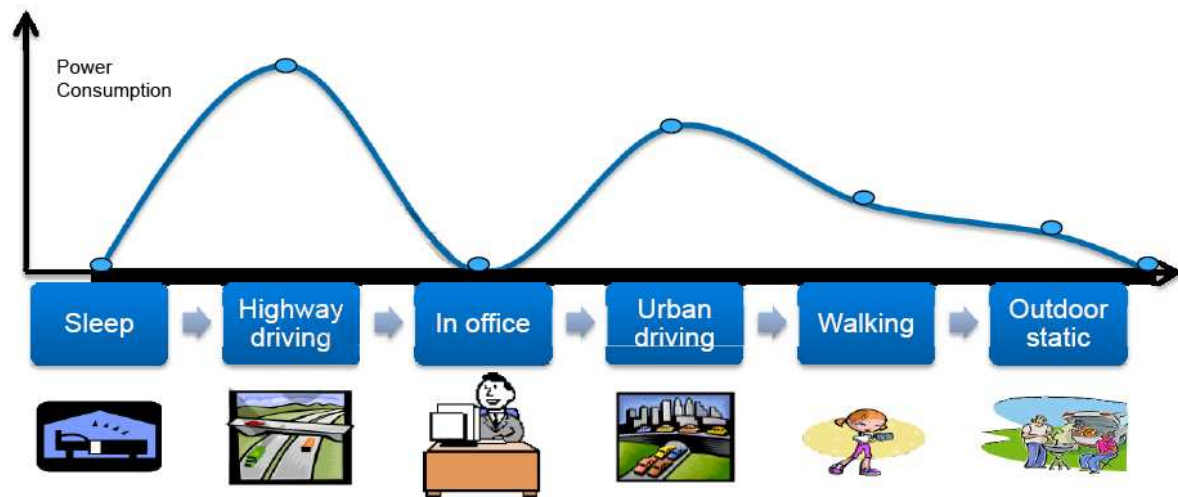 Power
Consumption
Sleep
Highway
driving
In office
Urban
driving
Walking
Outdoor
static